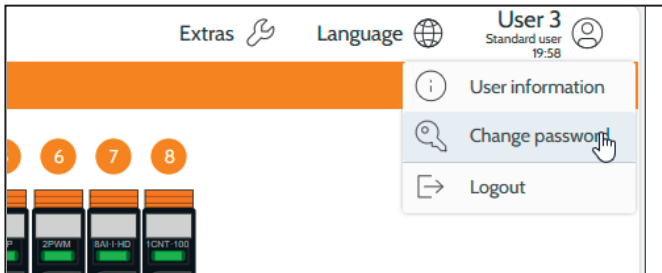 Extras
Language
User 3
Standard user
19:58
User information
Change password
Logout
6
7
8
2PWM
8AI-I-HD
1CNT-100